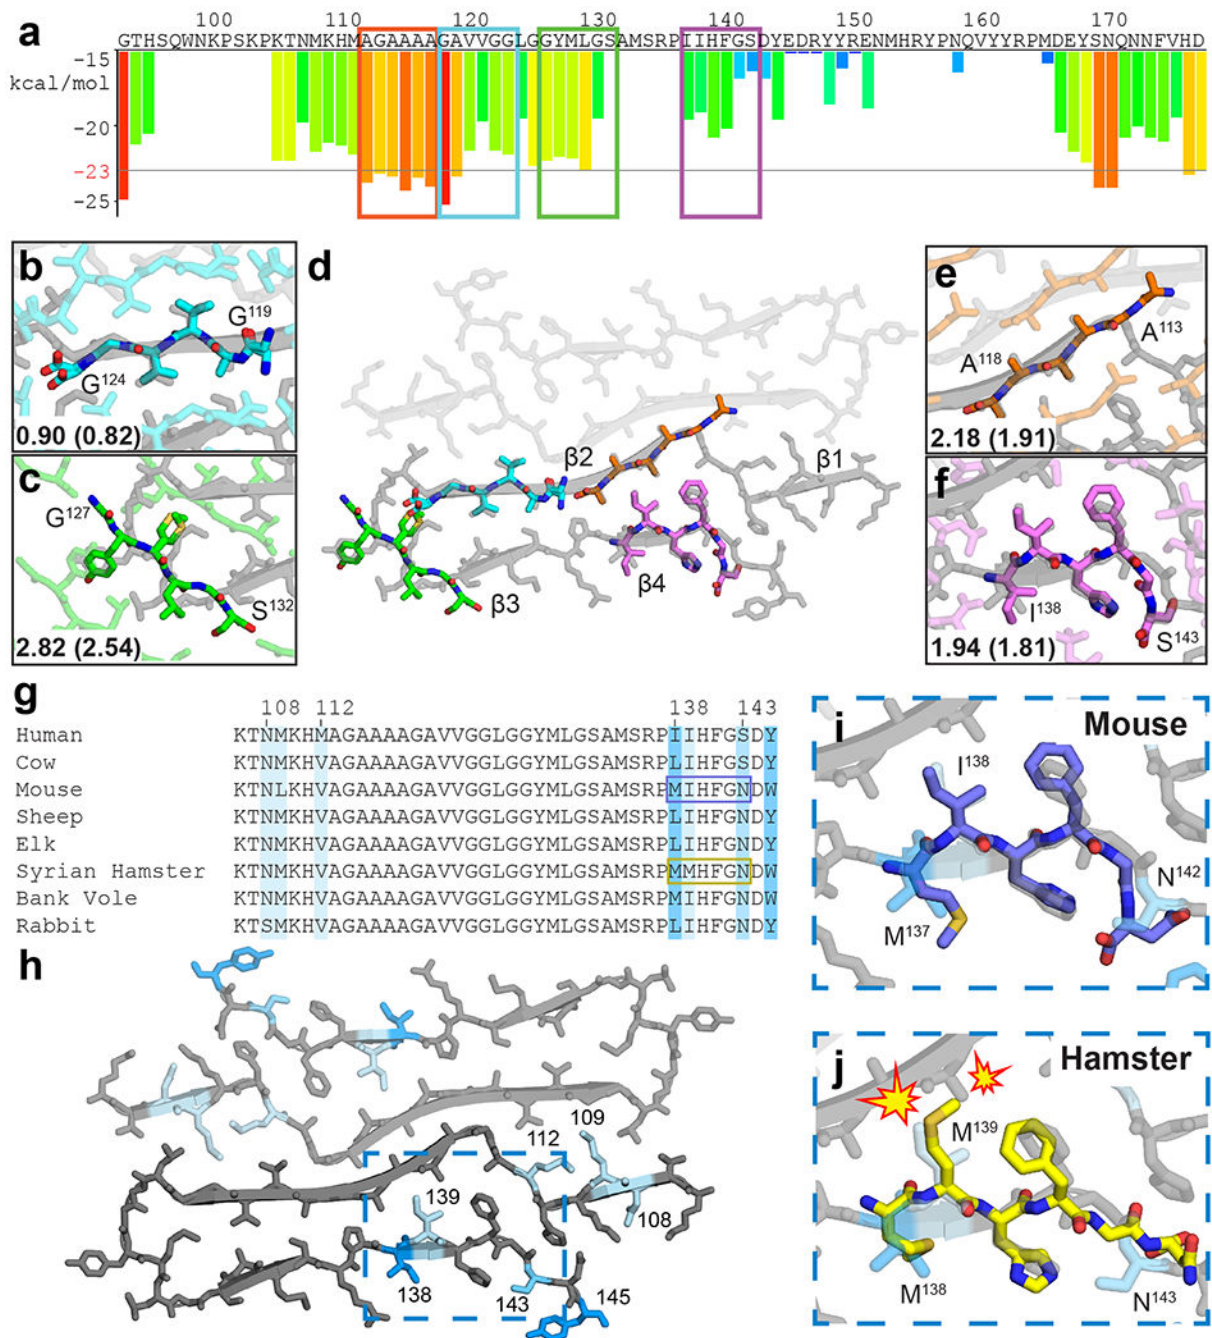 a
100 110 120 130 140 150 160 170
GTHSQWNKPSKPKTNMKHMAGAAAAGAVVGGLGGYMLGSAMSRPIIHFGSDYEDRYYRENMHRYPNQVYYRPMDEYSNQNNFVHD
-15
kcal/mol
-20
-23
-25
b
G119
G124
0.90 (0.82)
c
G127
S132
2.82 (2.54)
d
β2
β1
β3
β4
e
A113
A118
2.18 (1.91)
f
I138
S143
1.94 (1.81)
g
108 112 138 143
Human KTNMKHMAGAAAAGAVVGGLGGYMLGSAMSRPIIHFGSDY
Cow KTNMKHVAGAAAAGAVVGGLGGYMLGSAMSRPLIHFGSDY
Mouse KTNLKHVAGAAAAGAVVGGLGGYMLGSAMSRPMIHFGNDW
Sheep KTNMKHVAGAAAAGAVVGGLGGYMLGSAMSRPLIHFGNDY
Elk KTNMKHVAGAAAAGAVVGGLGGYMLGSAMSRPLIHFGNDY
Syrian Hamster KTNMKHVAGAAAAGAVVGGLGGYMLGSAMSRPMMHFGNDW
Bank Vole KTNMKHVAGAAAAGAVVGGLGGYMLGSAMSRPMIHFGNDW
Rabbit KTSMKHVAGAAAAGAVVGGLGGYMLGSAMSRPLIHFGNDY
h
109
112
139
108
138
143
145
i
Mouse
I138
N142
M137
j
Hamster
M139
M138
N143